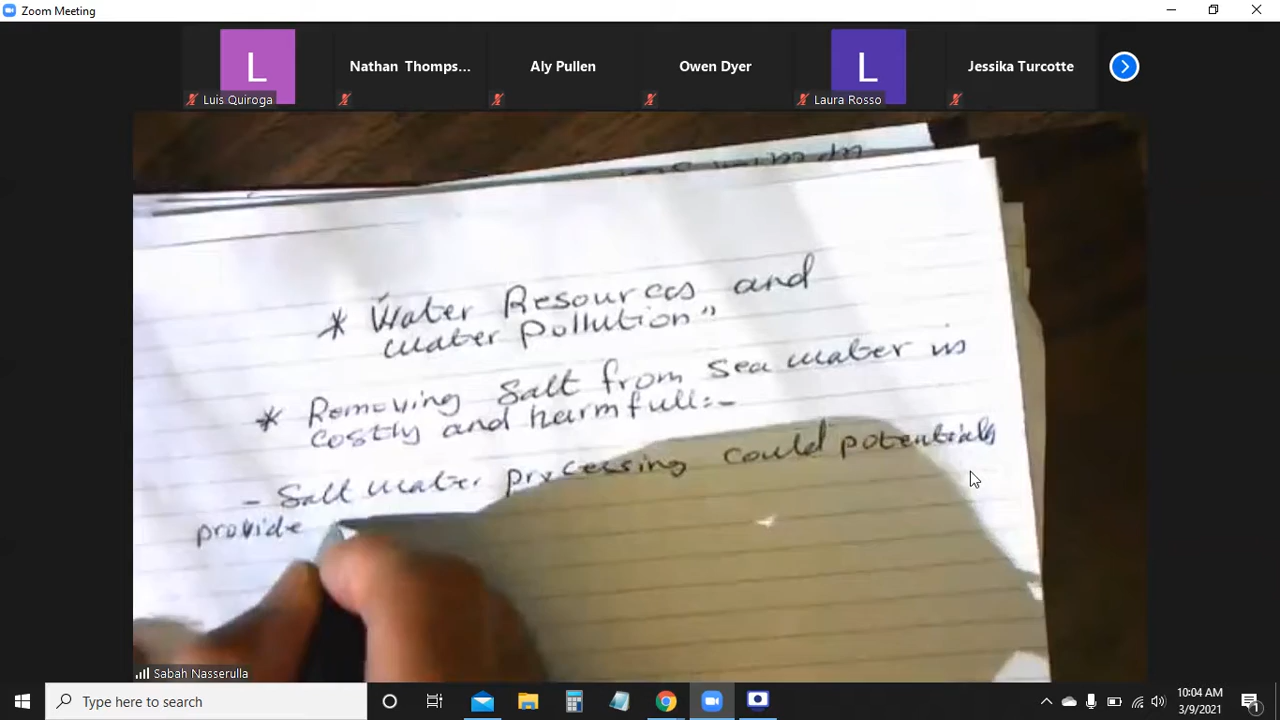 Zoom Meeting
L
Luis Quiroga
Nathan Thomps...
Aly Pullen
Owen Dyer
L
Laura Rosso
Jessika Turcotte
* "Water Resources and
water Pollution"
* Removing Salt from Sea water is
costly and harmfull:-
- Salt water processing could potentially
provide
Sabah Nasserulla
Type here to search
10:04 AM
3/9/2021
1